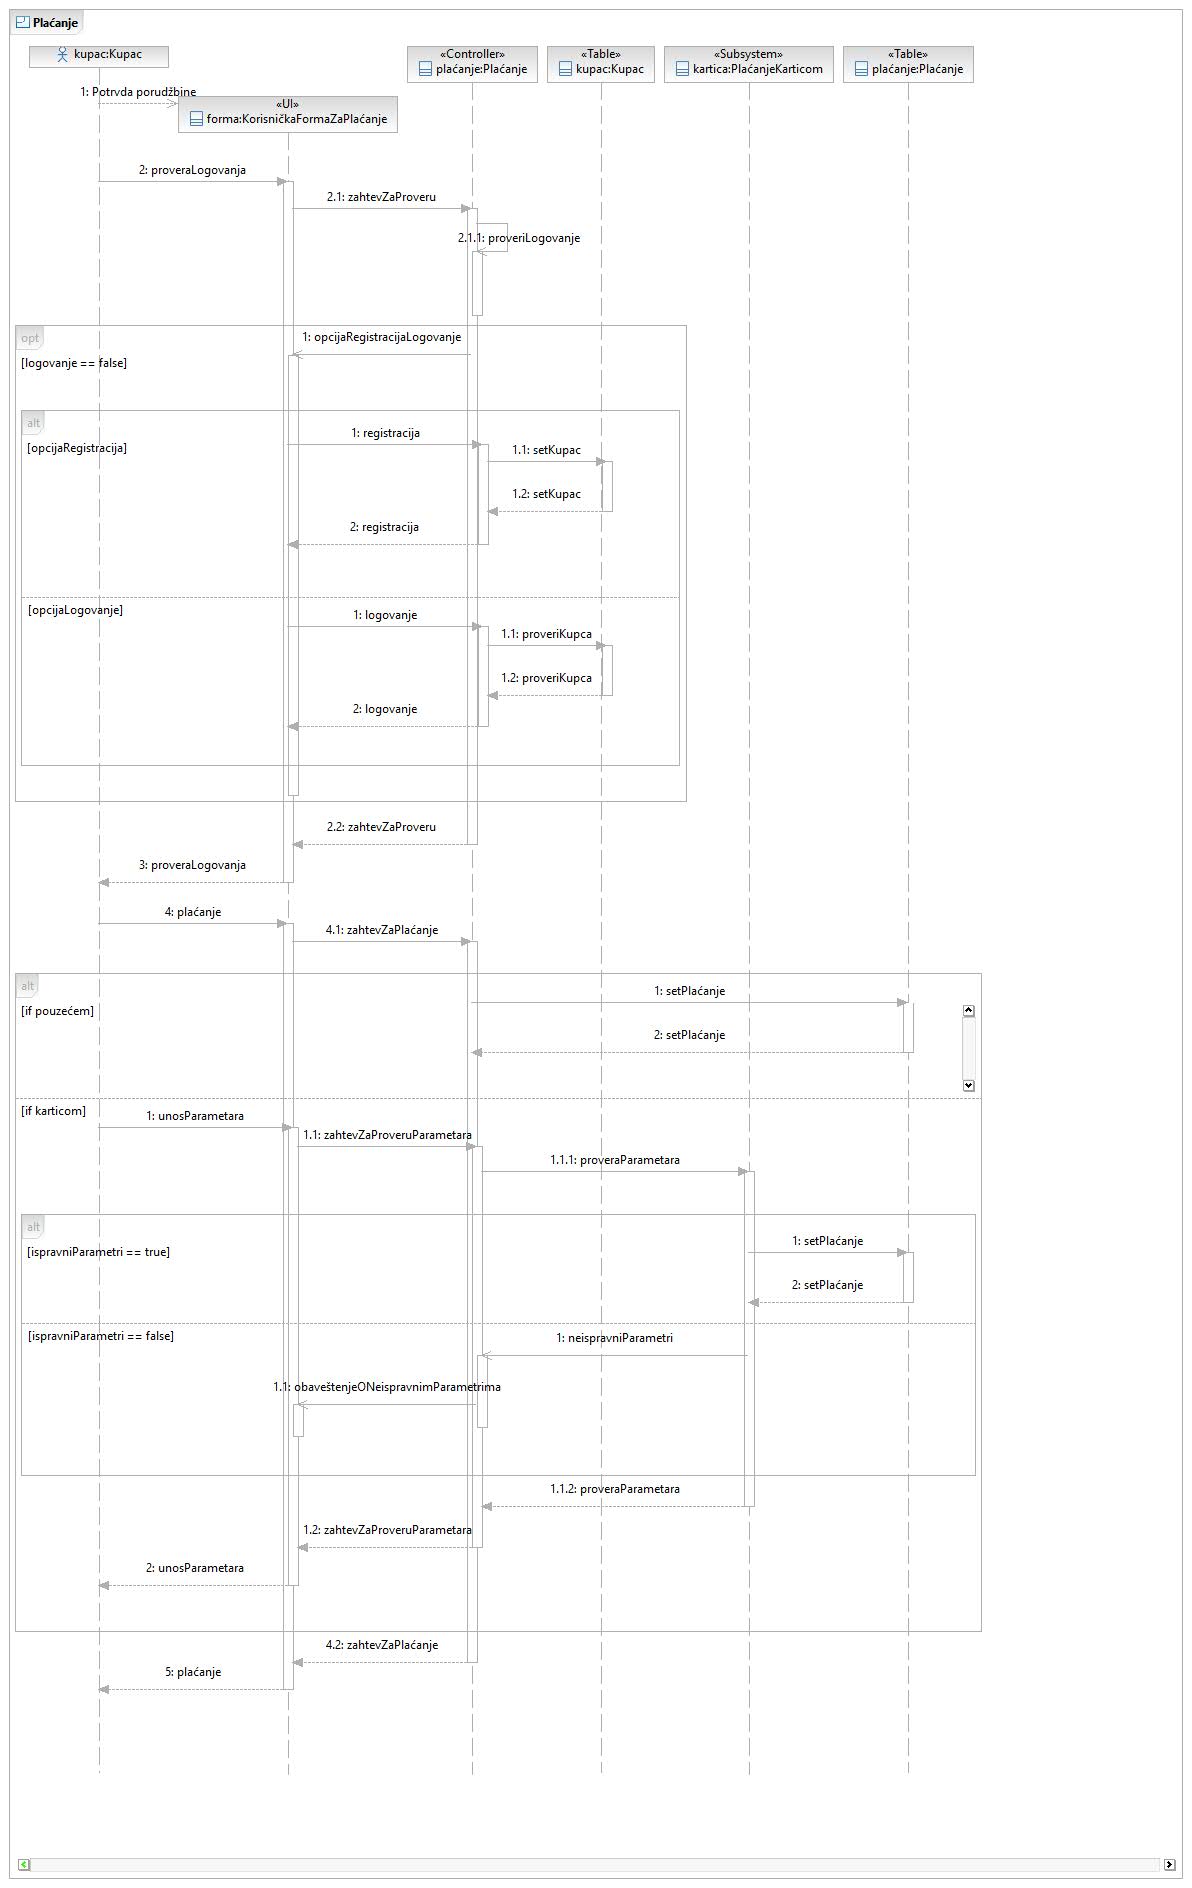 Plaćanje
kupac:Kupac
«Controller»
plaćanje:Plaćanje
«Table»
kupac:Kupac
«Subsystem»
kartica:PlaćanjeKarticom
«Table»
plaćanje:Plaćanje
1: Potvda porudžbine
«UI»
forma:KorisničkaFormaZaPlaćanje
2: proveraLogovanja
2.1: zahtevZaProveru
2.1.1: proveriLogovanje
opt
1: opcijaRegistracijaLogovanje
[logovanje == false]
alt
1: registracija
[opcijaRegistracija]
1.1: setKupac
1.2: setKupac
2: registracija
[opcijaLogovanje]
1: logovanje
1.1: proveriKupca
1.2: proveriKupca
2: logovanje
2.2: zahtevZaProveru
3: proveraLogovanja
4: plaćanje
4.1: zahtevZaPlaćanje
alt
1: setPlaćanje
[if pouzećem]
2: setPlaćanje
[if karticom]
1: unosParametara
1.1: zahtevZaProveruParametara
1.1.1: proveraParametara
alt
1: setPlaćanje
[ispravniParametri == true]
2: setPlaćanje
[ispravniParametri == false]
1: neispravniParametri
1.1: obaveštenjeONeispravnimParametrima
1.1.2: proveraParametara
1.2: zahtevZaProveruParametara
2: unosParametara
4.2: zahtevZaPlaćanje
5: plaćanje